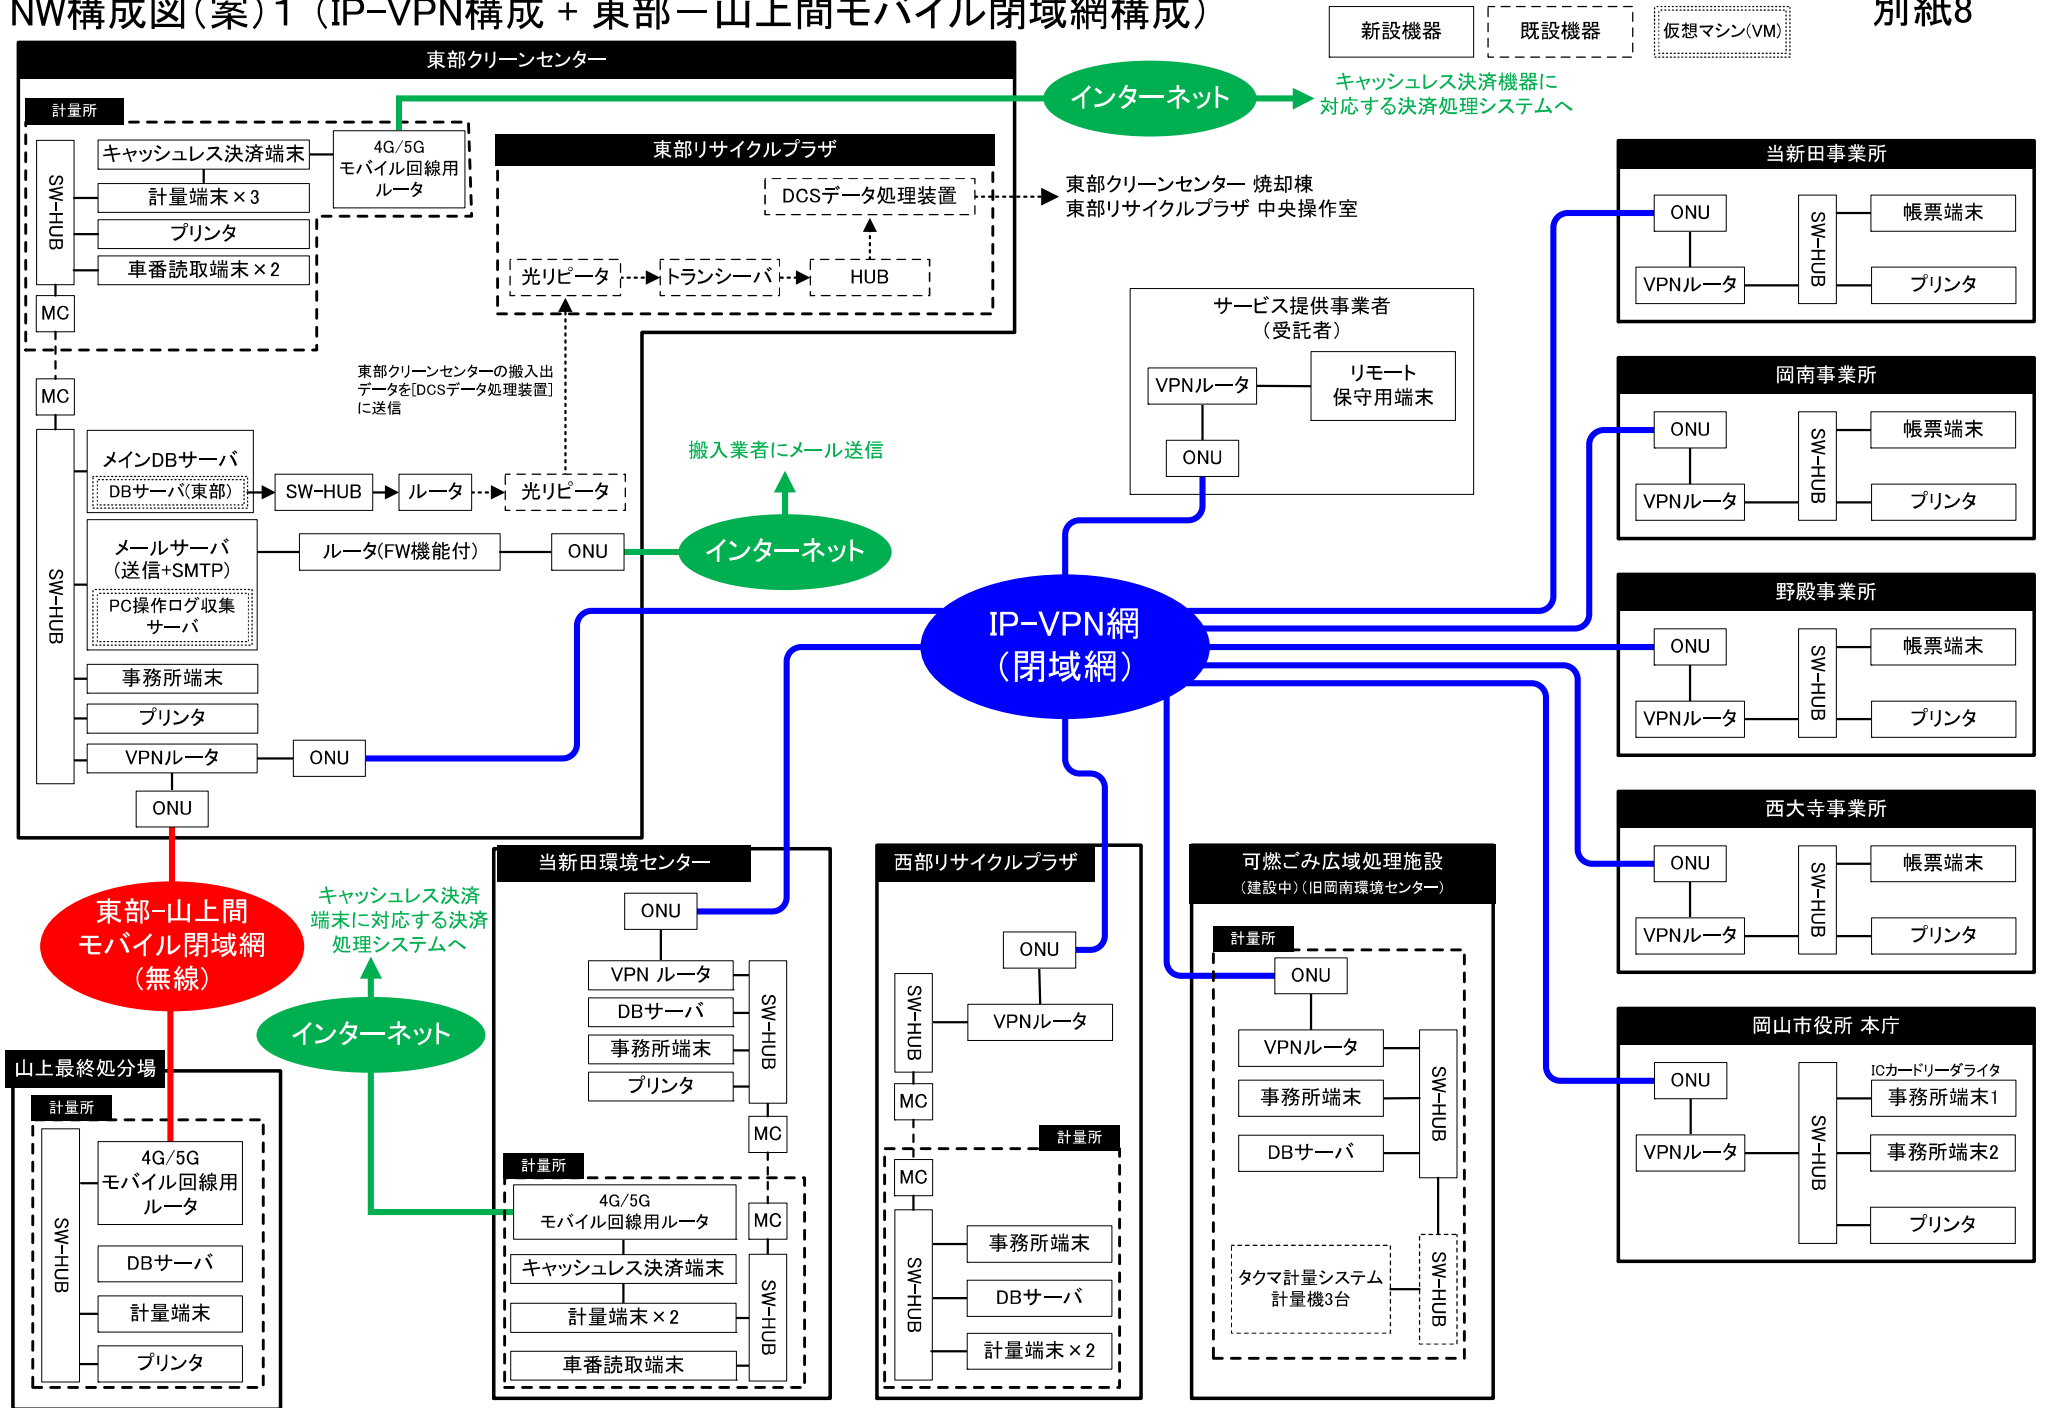 NW構成図(案)1 (IP-VPN構成 + 東部－山上間モバイル閉域網構成)
別紙8
新設機器
既設機器
仮想マシン(VM)
東部クリーンセンター
計量所
SW-HUB
キャッシュレス決済端末
計量端末×3
プリンタ
車番読取端末×2
4G/5G
モバイル回線用
ルータ
MC
MC
インターネット
キャッシュレス決済機器に
対応する決済処理システムへ
東部リサイクルプラザ
DCSデータ処理装置
光リピータ
トランシーバ
HUB
東部クリーンセンター 焼却棟
東部リサイクルプラザ 中央操作室
東部クリーンセンターの搬入出
データを[DCSデータ処理装置]
に送信
SW-HUB
メインDBサーバ
DBサーバ(東部)
SW-HUB
ルータ
光リピータ
メールサーバ
(送信+SMTP)
PC操作ログ収集
サーバ
ルータ(FW機能付)
ONU
インターネット
搬入業者にメール送信
事務所端末
プリンタ
VPNルータ
ONU
ONU
サービス提供事業者
(受託者)
VPNルータ
リモート
保守用端末
ONU
IP-VPN網
(閉域網)
当新田事業所
ONU
VPNルータ
SW-HUB
帳票端末
プリンタ
岡南事業所
ONU
VPNルータ
SW-HUB
帳票端末
プリンタ
野殿事業所
ONU
VPNルータ
SW-HUB
帳票端末
プリンタ
西大寺事業所
ONU
VPNルータ
SW-HUB
帳票端末
プリンタ
岡山市役所 本庁
ONU
VPNルータ
SW-HUB
ICカードリーダライタ
事務所端末1
事務所端末2
プリンタ
東部-山上間
モバイル閉域網
(無線)
山上最終処分場
計量所
SW-HUB
4G/5G
モバイル回線用
ルータ
DBサーバ
計量端末
プリンタ
キャッシュレス決済
端末に対応する決済
処理システムへ
インターネット
当新田環境センター
ONU
VPN ルータ
DBサーバ
事務所端末
プリンタ
SW-HUB
MC
計量所
4G/5G
モバイル回線用ルータ
MC
キャッシュレス決済端末
計量端末×2
車番読取端末
SW-HUB
西部リサイクルプラザ
ONU
SW-HUB
VPNルータ
MC
計量所
MC
SW-HUB
事務所端末
DBサーバ
計量端末×2
可燃ごみ広域処理施設
(建設中)(旧岡南環境センター)
計量所
ONU
VPNルータ
事務所端末
DBサーバ
SW-HUB
タクマ計量システム
計量機3台
SW-HUB